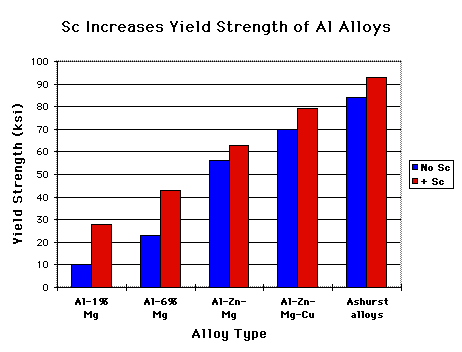 Sc Increases Yield Strength of Al Alloys
Yield Strength (ksi)
100
90
80
70
60
50
40
30
20
10
0
Al-1% Al-6% Al-Zn- Al-Zn- Ashurst
Mg Mg Mg Mg-Cu alloys
Alloy Type
No Sc
+ Sc